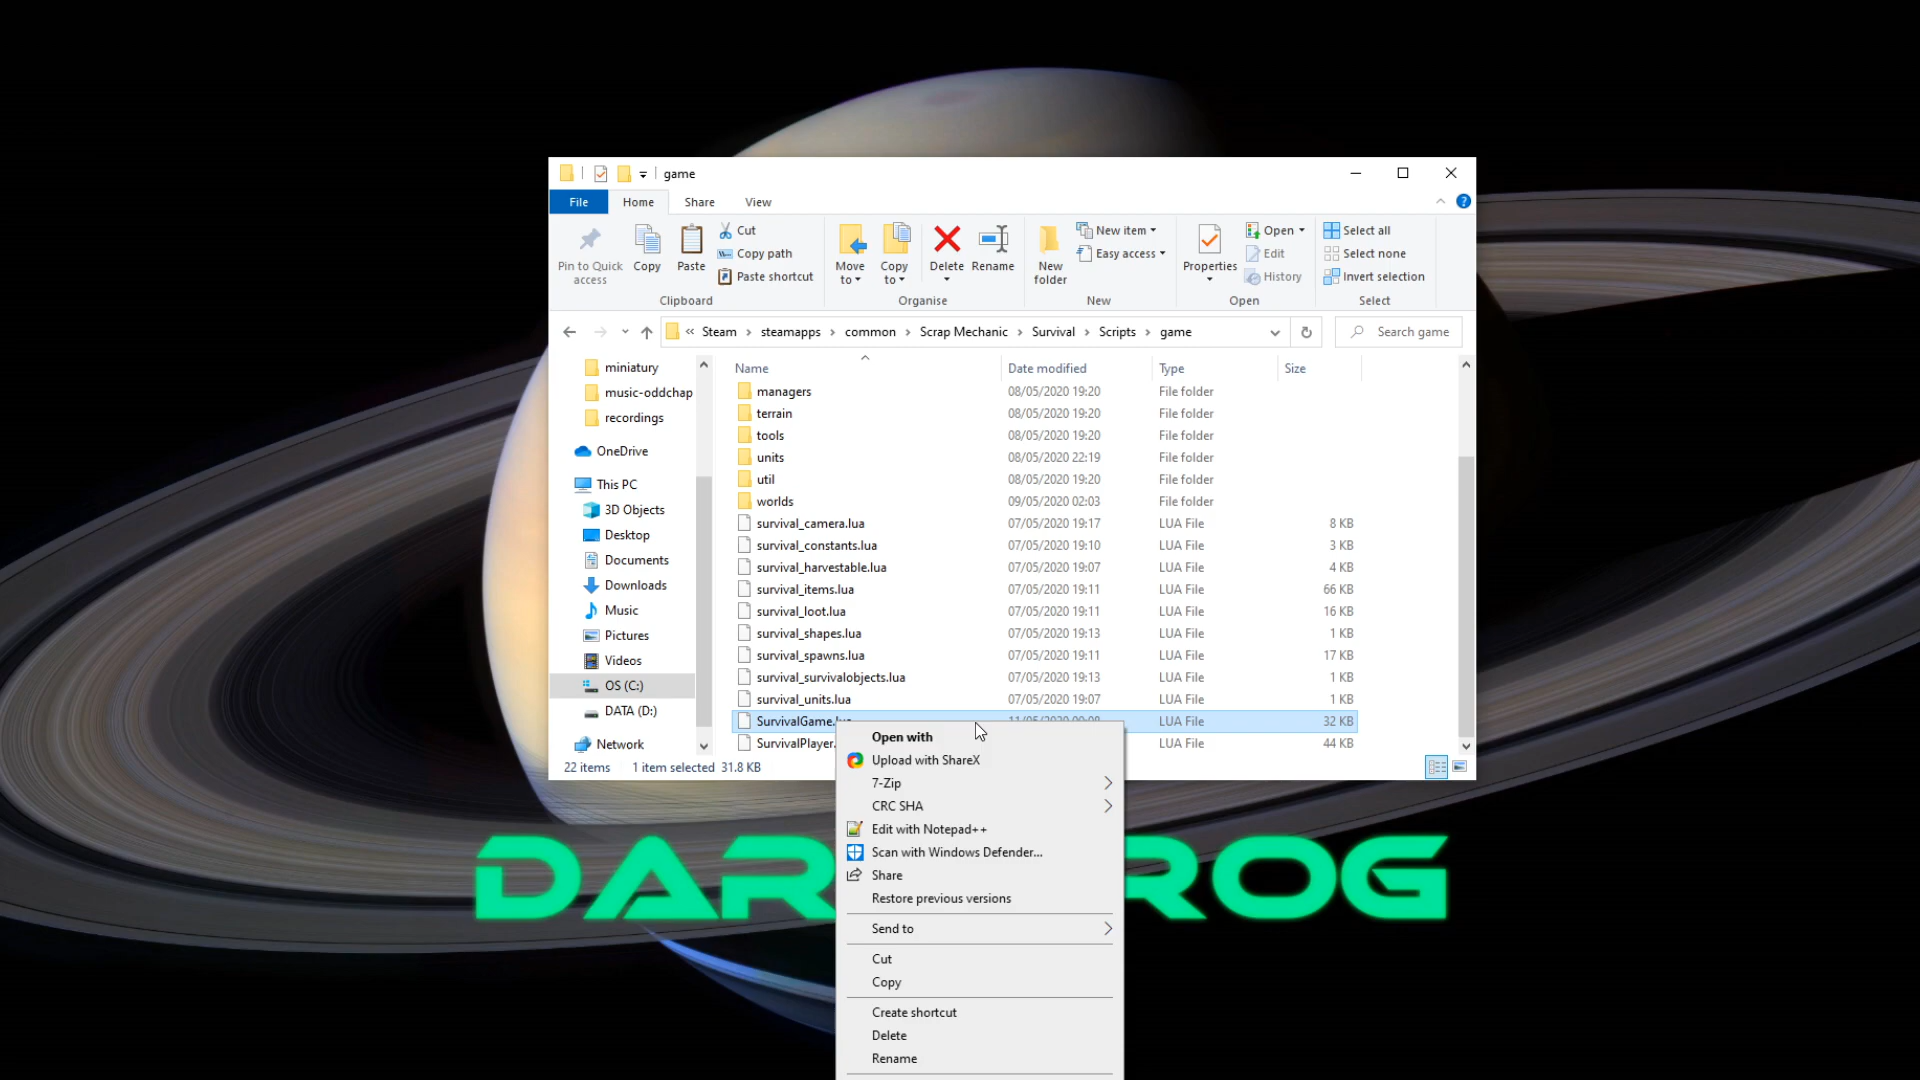 game
File Home Share View
Pin to Quick access
Copy
Paste
Cut
Copy path
Paste shortcut
Clipboard
Move to
Copy to
Delete
Rename
Organise
New folder
New item
Easy access
New
Properties
Open
Edit
History
Open
Select all
Select none
Invert selection
Select
« Steam > steamapps > common > Scrap Mechanic > Survival > Scripts > game
Search game
miniatury
music-oddchap
recordings
OneDrive
This PC
3D Objects
Desktop
Documents
Downloads
Music
Pictures
Videos
OS (C:)
DATA (D:)
Network
Name Date modified Type Size
managers 08/05/2020 19:20 File folder
terrain 08/05/2020 19:20 File folder
tools 08/05/2020 19:20 File folder
units 08/05/2020 22:19 File folder
util 08/05/2020 19:20 File folder
worlds 09/05/2020 02:03 File folder
survival_camera.lua 07/05/2020 19:17 LUA File 8 KB
survival_constants.lua 07/05/2020 19:10 LUA File 3 KB
survival_harvestable.lua 07/05/2020 19:07 LUA File 4 KB
survival_items.lua 07/05/2020 19:11 LUA File 66 KB
survival_loot.lua 07/05/2020 19:11 LUA File 16 KB
survival_shapes.lua 07/05/2020 19:13 LUA File 1 KB
survival_spawns.lua 07/05/2020 19:11 LUA File 17 KB
survival_survivalobjects.lua 07/05/2020 19:13 LUA File 1 KB
survival_units.lua 07/05/2020 19:07 LUA File 1 KB
SurvivalGame.lua LUA File 32 KB
SurvivalPlayer. LUA File 44 KB
22 items 1 item selected 31.8 KB
Open with
Upload with ShareX
7-Zip
CRC SHA
Edit with Notepad++
Scan with Windows Defender...
Share
Restore previous versions
Send to
Cut
Copy
Create shortcut
Delete
Rename
DAR ROG